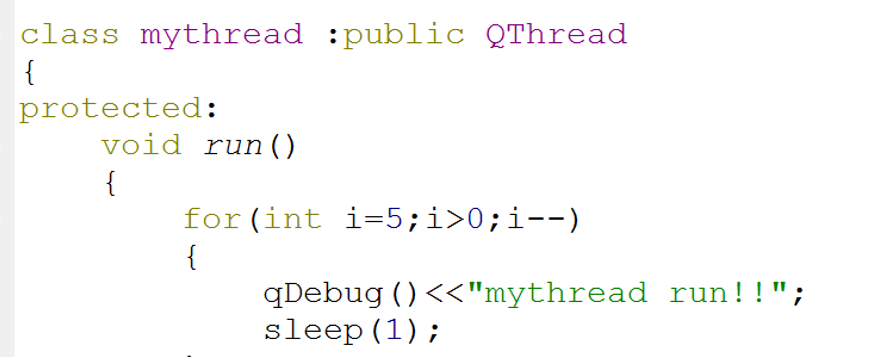 class mythread :public QThread
{
protected:
    void run()
    {
        for(int i=5;i>0;i--)
        {
            qDebug()<<"mythread run!!";
            sleep(1);